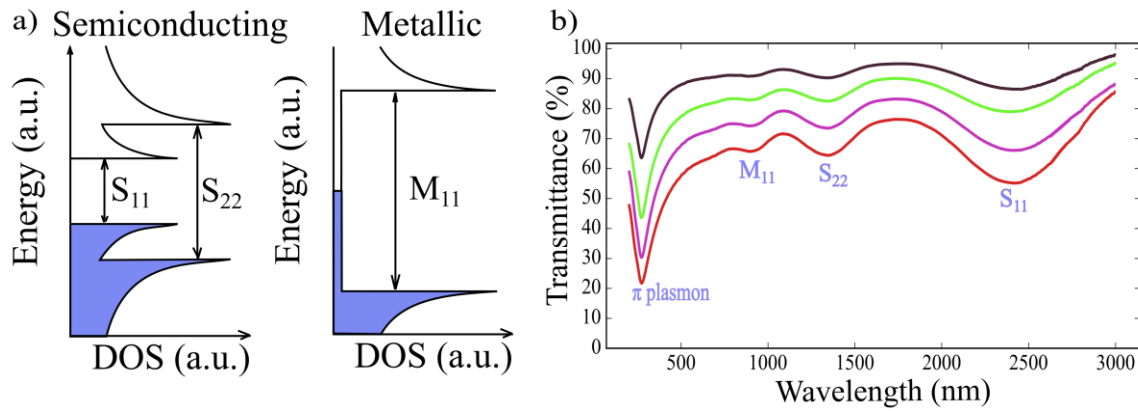 a) Semiconducting
Metallic
Energy (a.u.)
S11
S22
DOS (a.u.)
Energy (a.u.)
M11
DOS (a.u.)
b)
Transmittance (%)
100
90
80
70
60
50
40
30
20
10
0
M11
S22
S11
π plasmon
500
1000
1500
2000
2500
3000
Wavelength (nm)